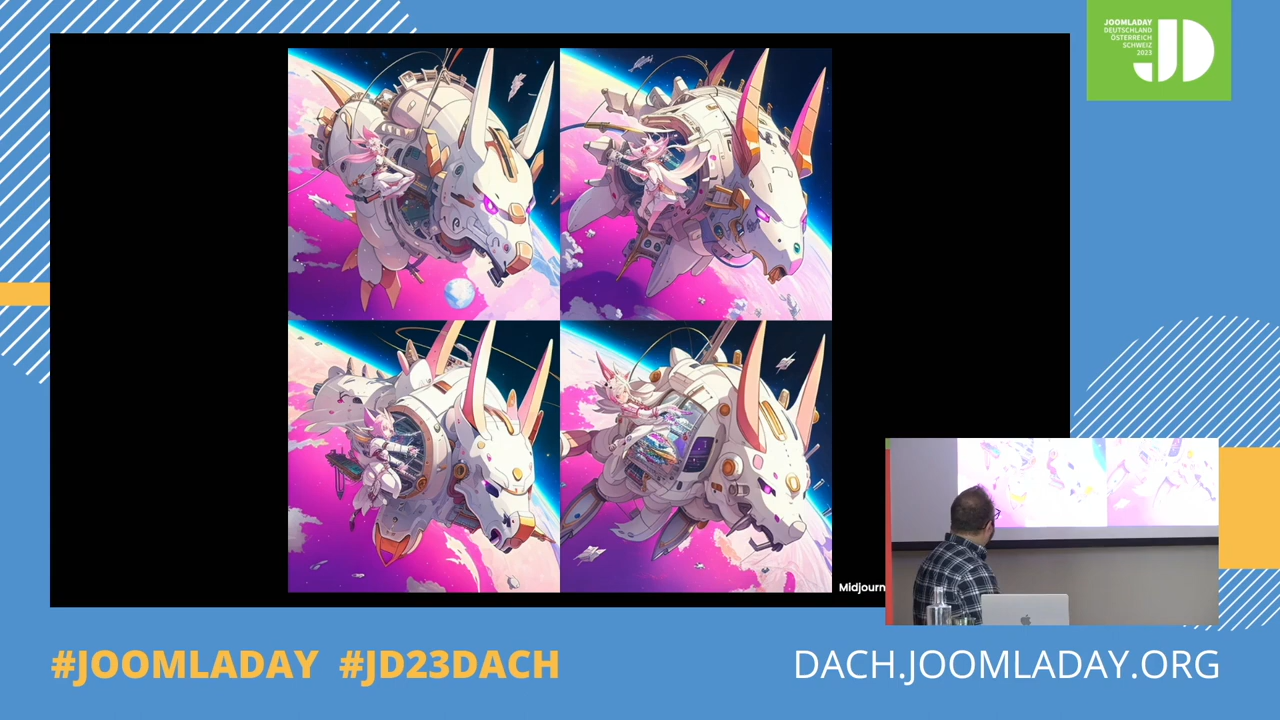 JOOMLADAY
DEUTSCHLAND
ÖSTERREICH
SCHWEIZ
2023
JD
Midjourn
#JOOMLADAY #JD23DACH
DACH.JOOMLADAY.ORG